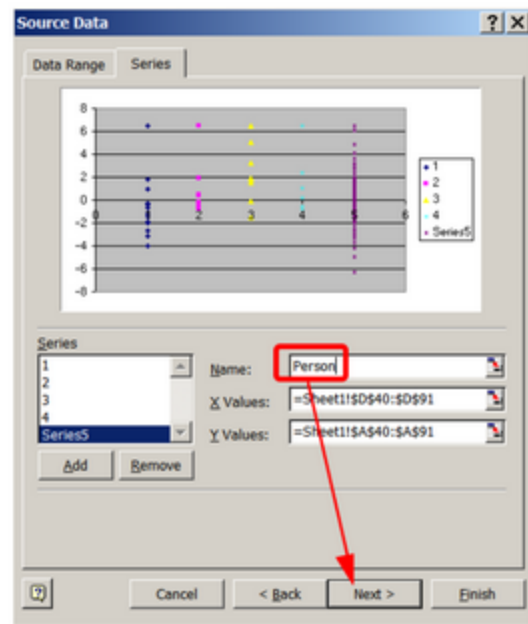 Source Data
Data Range Series
8
6
4
2
0
-2
-4
-6
-8
0 1 2 3 4 5 6
1
2
3
4
Series5
Series
1
2
3
4
Series5
Name: Person
X Values: =Sheet1!$D$40:$D$91
Y Values: =Sheet1!$A$40:$A$91
Add Remove
Cancel < Back Next > Finish